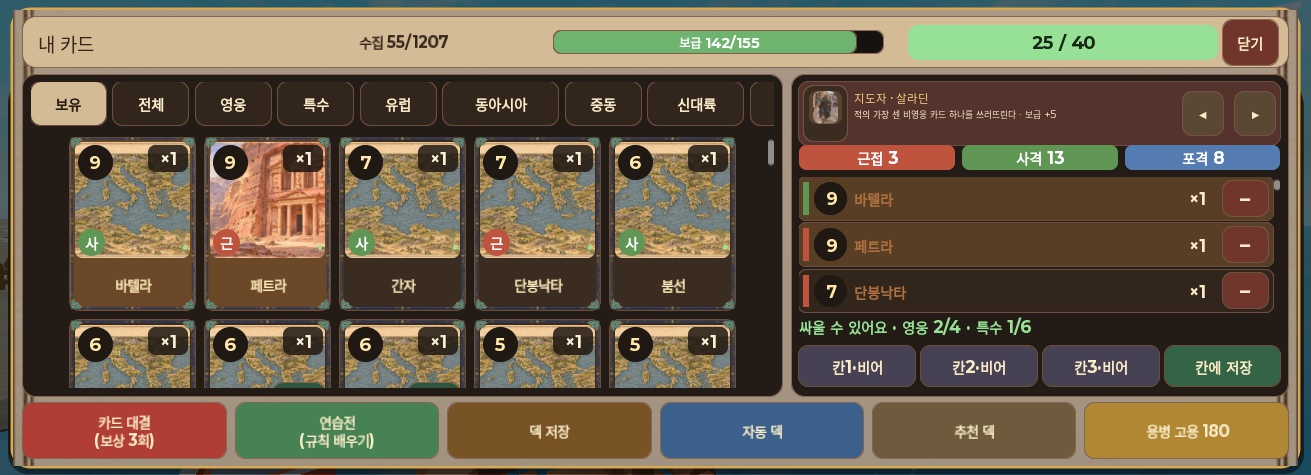 내 카드
수집 55/1207
보급 142/155
25 / 40
닫기
보유
전체
영웅
특수
유럽
동아시아
중동
신대륙
9
×1
사
바텔라
9
×1
근
페트라
7
×1
사
간자
7
×1
근
단봉낙타
6
×1
사
붐선
6
×1
6
×1
6
×1
5
×1
5
×1
지도자 · 살라딘
적의 가장 센 비영웅 카드 하나를 쓰러뜨린다 · 보급 +5
◄
►
근접 3
사격 13
포격 8
9
바텔라
×1
−
9
페트라
×1
−
7
단봉낙타
×1
−
싸울 수 있어요 · 영웅 2/4 · 특수 1/6
칸1·비어
칸2·비어
칸3·비어
칸에 저장
카드 대결
(보상 3회)
연습전
(규칙 배우기)
덱 저장
자동 덱
추천 덱
용병 고용 180